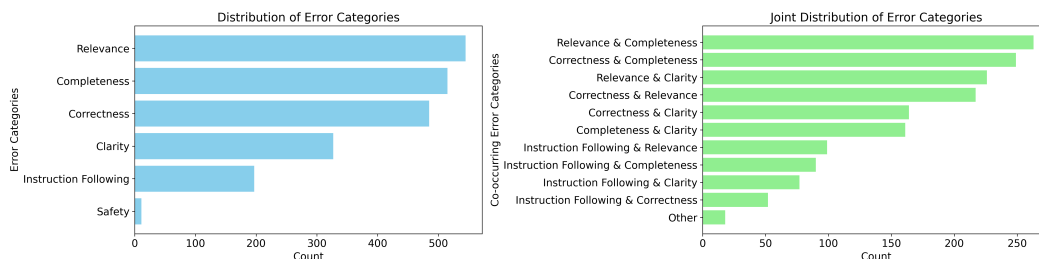 Distribution of Error Categories
Error Categories
Relevance
Completeness
Correctness
Clarity
Instruction Following
Safety
0 100 200 300 400 500
Count
Joint Distribution of Error Categories
Co-occurring Error Categories
Relevance & Completeness
Correctness & Completeness
Relevance & Clarity
Correctness & Relevance
Correctness & Clarity
Completeness & Clarity
Instruction Following & Relevance
Instruction Following & Completeness
Instruction Following & Clarity
Instruction Following & Correctness
Other
0 50 100 150 200 250
Count